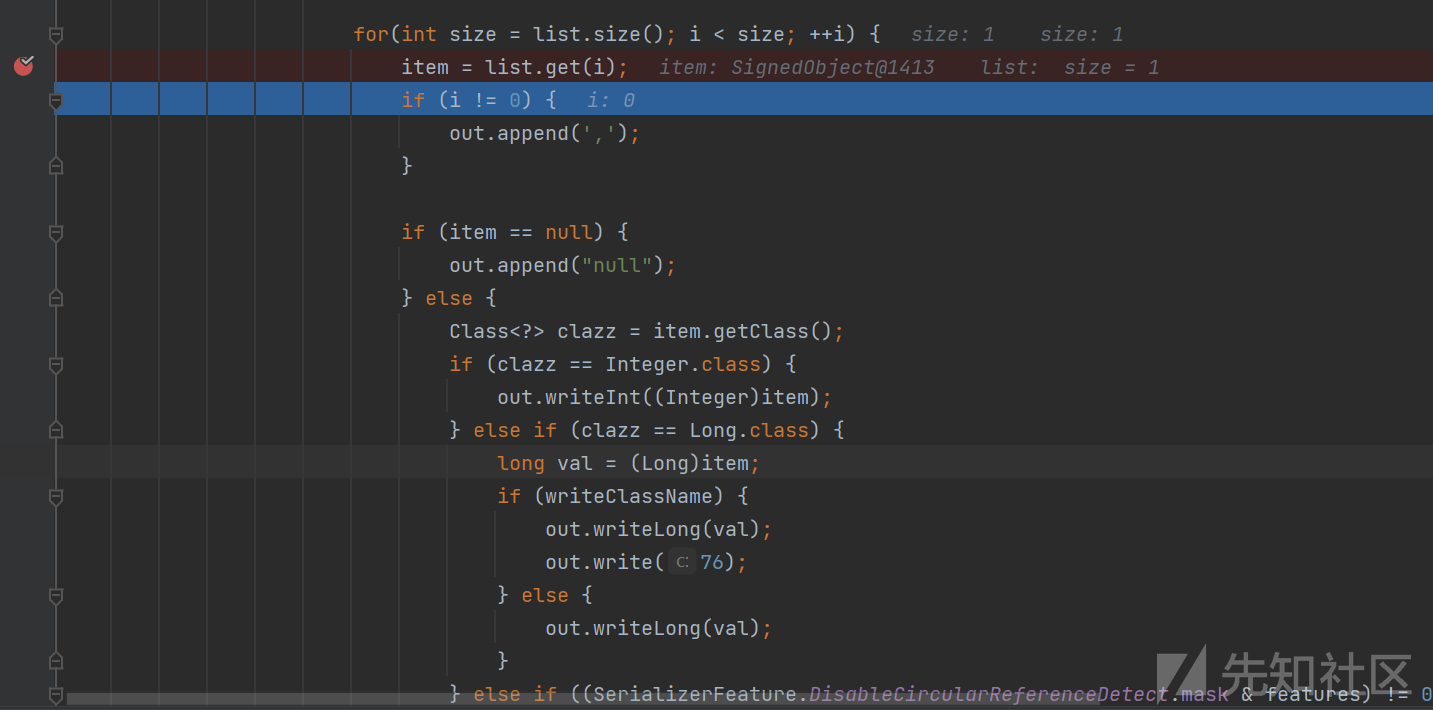 for(int size = list.size(); i < size; ++i) { size: 1 size: 1
item = list.get(i); item: SignedObject@1413 list: size = 1
if (i != 0) { i: 0
out.append(',');
}
if (item == null) {
out.append("null");
} else {
Class<?> clazz = item.getClass();
if (clazz == Integer.class) {
out.writeInt((Integer)item);
} else if (clazz == Long.class) {
long val = (Long)item;
if (writeClassName) {
out.writeLong(val);
out.write( c: 76);
} else {
out.writeLong(val);
}
} else if ((SerializerFeature.DisableCircularReferenceDetect.mask & features) != 0
先知社区